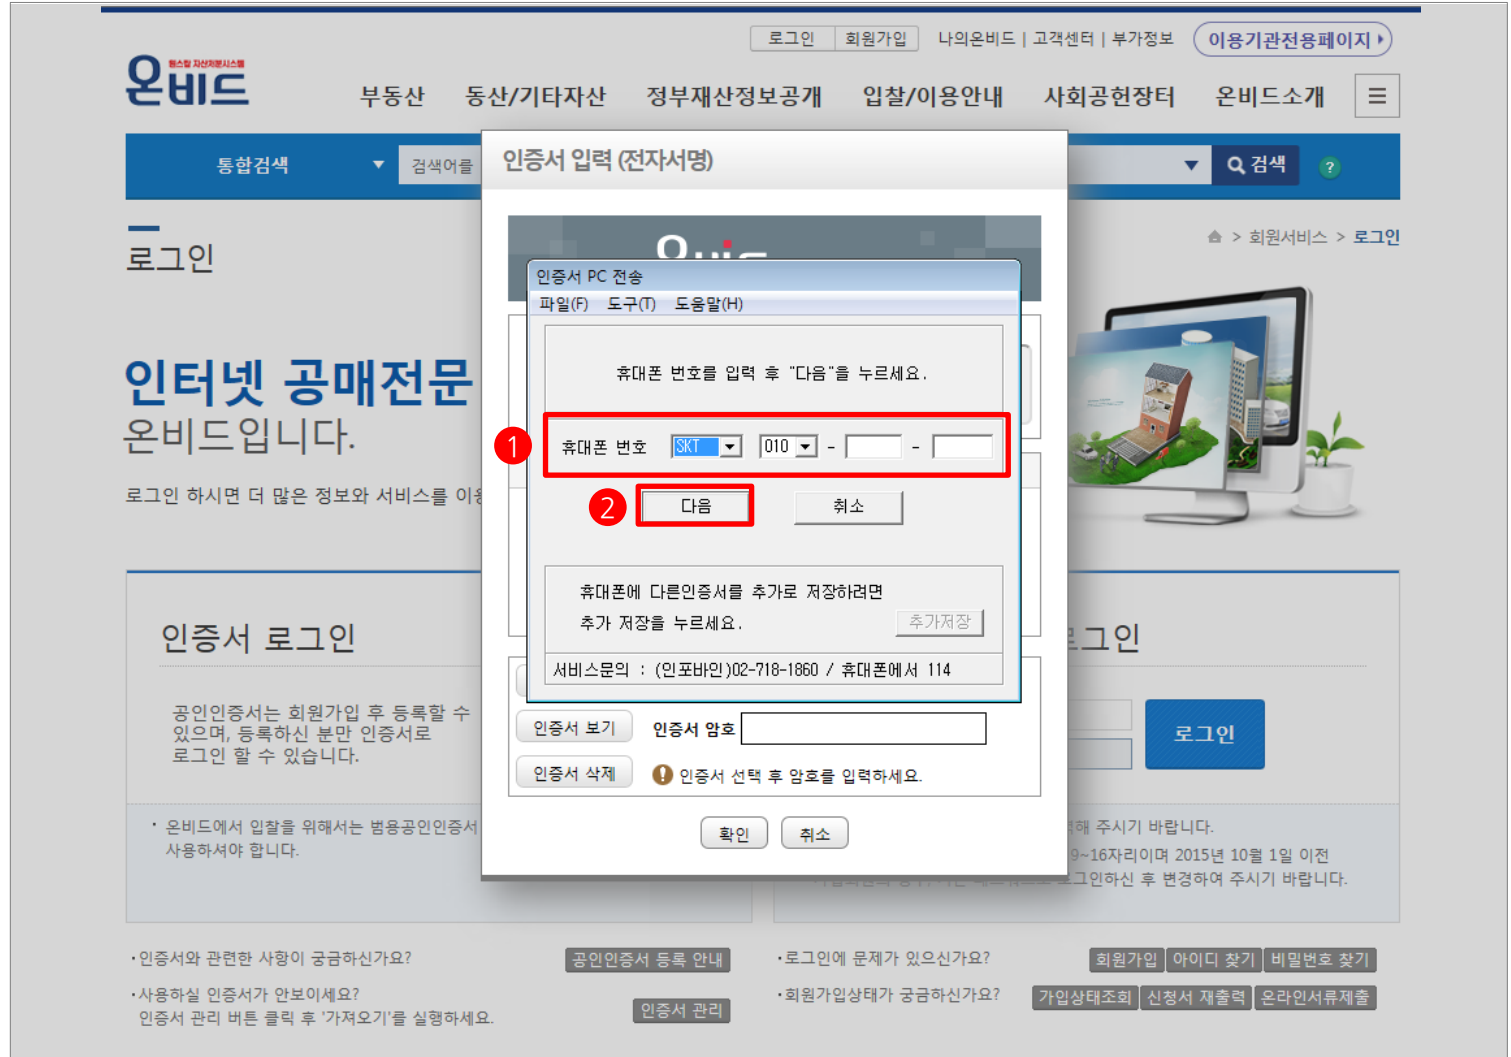 로그인 회원가입 나의온비드 | 고객센터 | 부가정보 이용기관전용페이지
원스톱 자산처분시스템
온비드
부동산 동산/기타자산 정부재산정보공개 입찰/이용안내 사회공헌장터 온비드소개
통합검색 검색어를 검색 ?
인증서 입력 (전자서명)
로그인
> 회원서비스 > 로그인
온비드
인증서 PC 전송
파일(F) 도구(T) 도움말(H)
휴대폰 번호를 입력 후 "다음"을 누르세요.
인터넷 공매전문
온비드입니다.
1 휴대폰 번호 SKT 010 - -
로그인 하시면 더 많은 정보와 서비스를
2 다음 취소
휴대폰에 다른인증서를 추가로 저장하려면
추가 저장을 누르세요. 추가저장
서비스문의 : (인포바인)02-718-1860 / 휴대폰에서 114
인증서 로그인
그인
공인인증서는 회원가입 후 등록할 수
있으며, 등록하신 분만 인증서로
로그인 할 수 있습니다.
로그인
인증서 보기 인증서 암호
인증서 삭제 ! 인증서 선택 후 암호를 입력하세요.
확인 취소
· 온비드에서 입찰을 위해서는 범용공인인증서
사용하셔야 합니다.
해 주시기 바랍니다.
9~16자리이며 2015년 10월 1일 이전
그인하신 후 변경하여 주시기 바랍니다.
·인증서와 관련한 사항이 궁금하신가요? 공인인증서 등록 안내
·사용하실 인증서가 안보이세요?
인증서 관리 버튼 클릭 후 '가져오기'를 실행하세요. 인증서 관리
·로그인에 문제가 있으신가요? 회원가입 아이디 찾기 비밀번호 찾기
·회원가입상태가 궁금하신가요? 가입상태조회 신청서 재출력 온라인서류제출